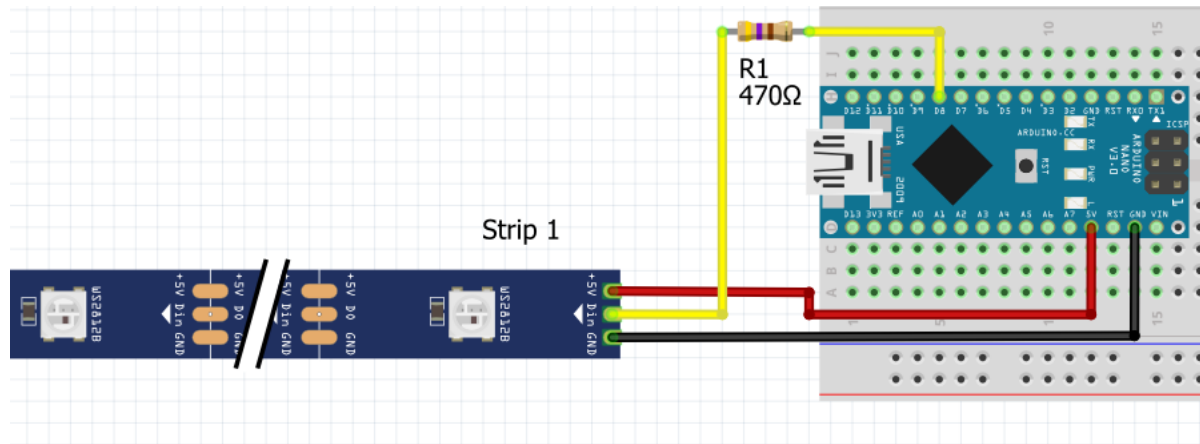 R1
470Ω
Strip 1
+5V Din GND
+5V DO GND
+5V Din GND
+5V DO GND
+5V Din GND
WS2812B
WS2812B
J
I
H
D
C
B
A
10
15
1
5
10
15
D12 D11 D10 D9 D8 D7 D6 D5 D4 D3 D2 GND RST RX0 TX1
D13 3V3 REF A0 A1 A2 A3 A4 A5 A6 A7 5V RST GND VIN
USA
2009
ARDUINO.CC
RST
TX
RX
PWR
L
ARDUINO
NANO
V3.0
ICSP
1